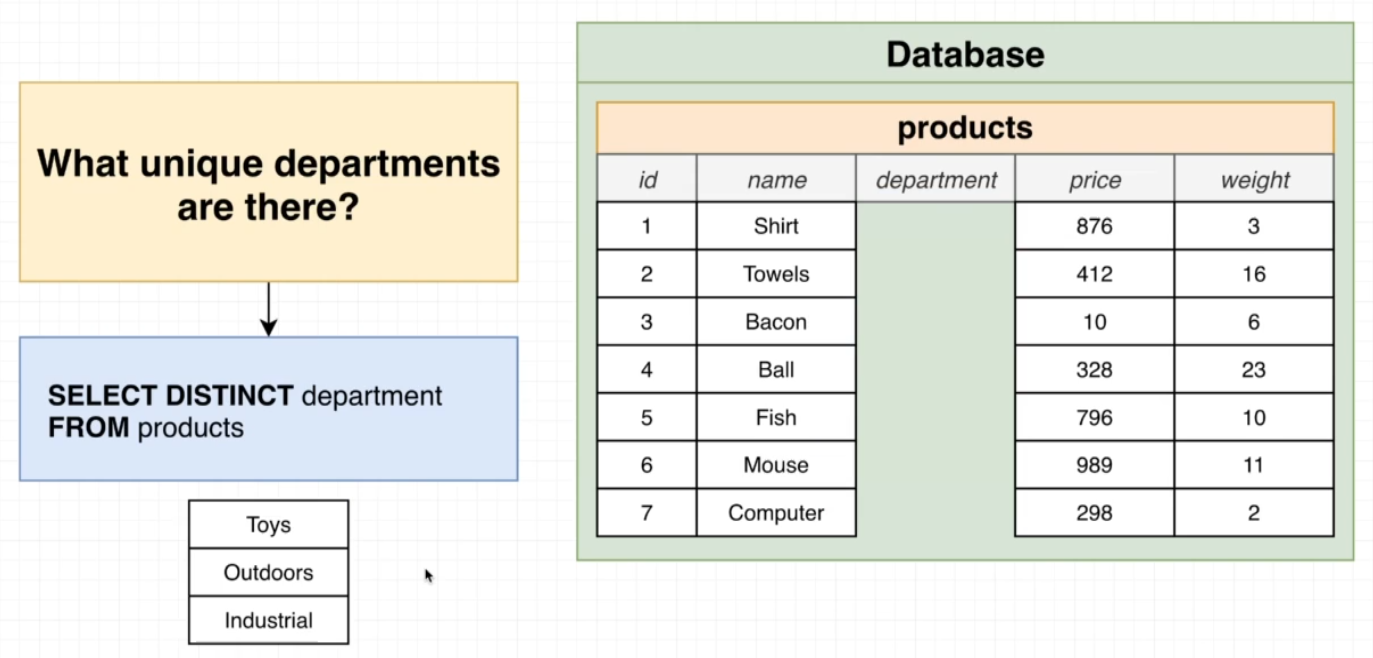 What unique departments
are there?
SELECT DISTINCT department
FROM products
Toys
Outdoors
Industrial
Database
products
id name department price weight
1 Shirt 876 3
2 Towels 412 16
3 Bacon 10 6
4 Ball 328 23
5 Fish 796 10
6 Mouse 989 11
7 Computer 298 2